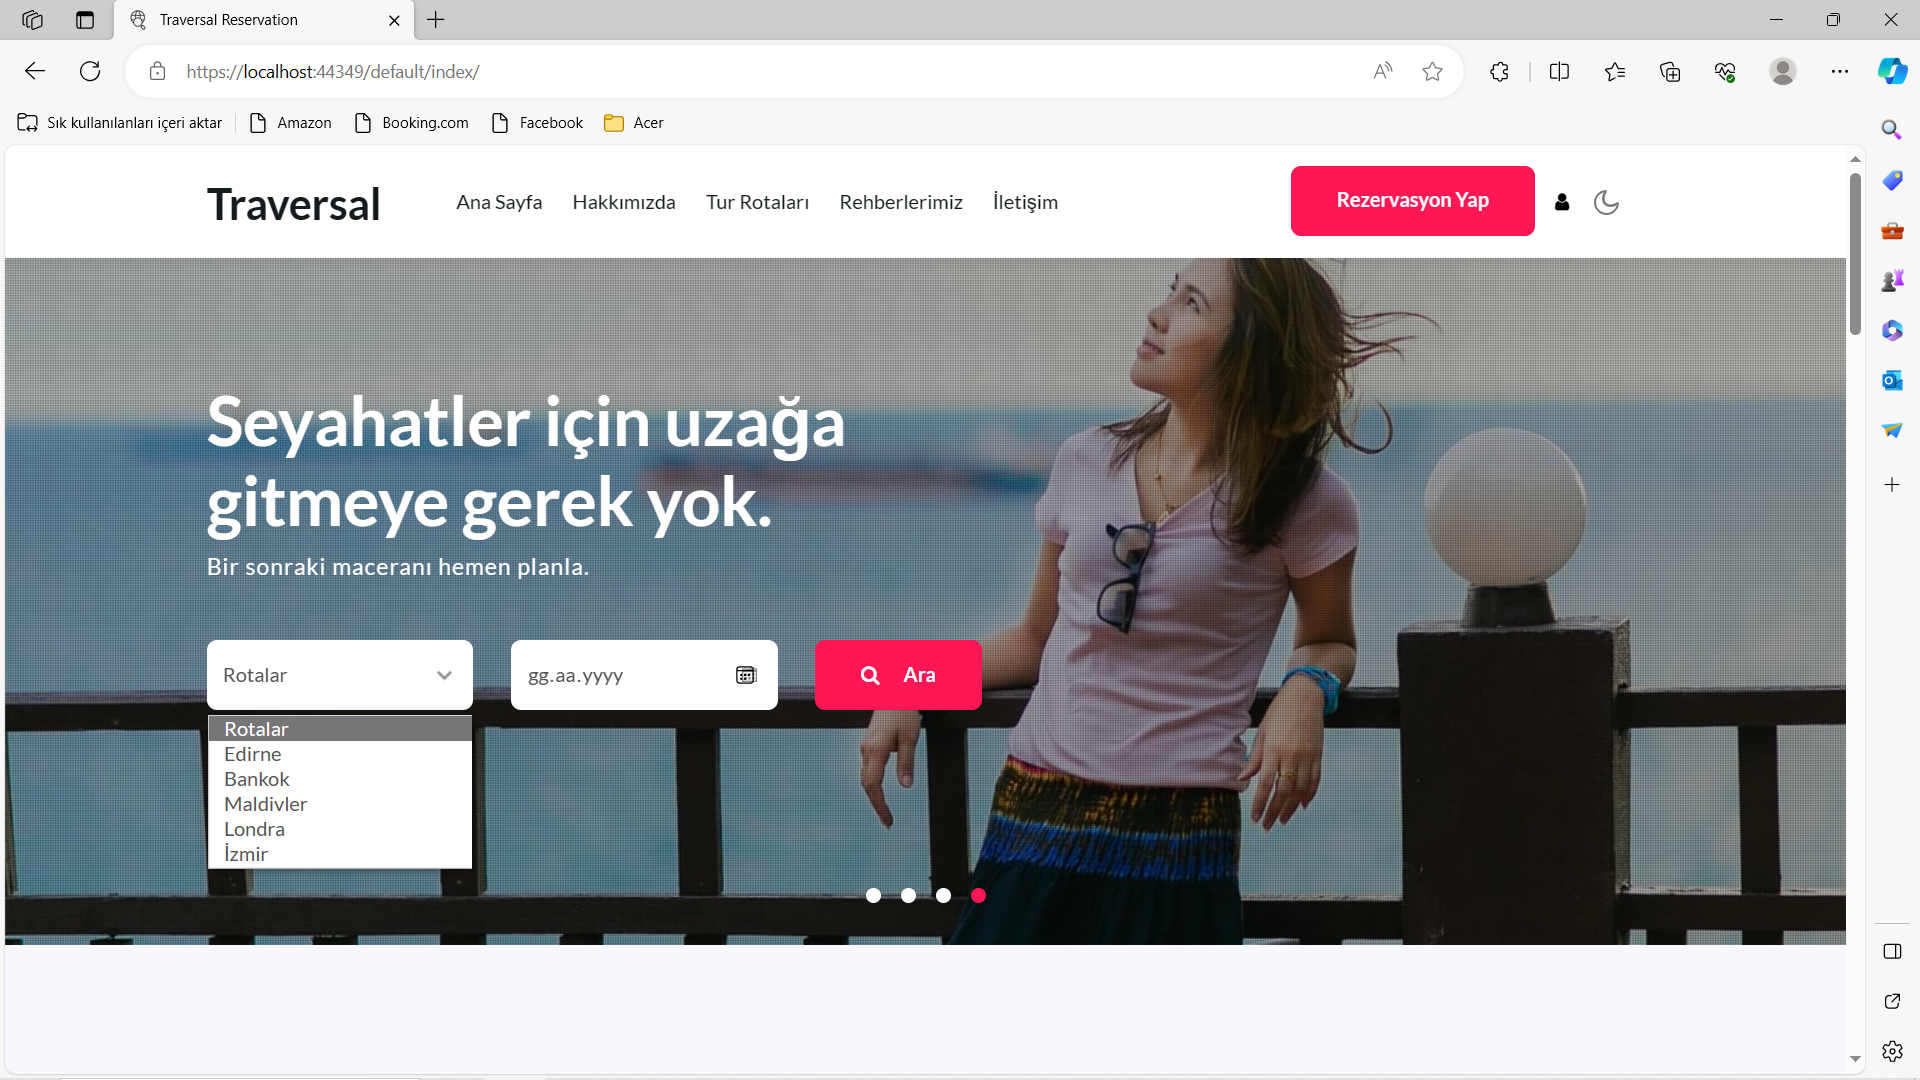 Traversal Reservation
https://localhost:44349/default/index/
Sık kullanılanları içeri aktar
Amazon
Booking.com
Facebook
Acer
Traversal
Ana Sayfa
Hakkımızda
Tur Rotaları
Rehberlerimiz
İletişim
Rezervasyon Yap
Seyahatler için uzağa
gitmeye gerek yok.
Bir sonraki maceranı hemen planla.
Rotalar
gg.aa.yyyy
Ara
Rotalar
Edirne
Bankok
Maldivler
Londra
İzmir